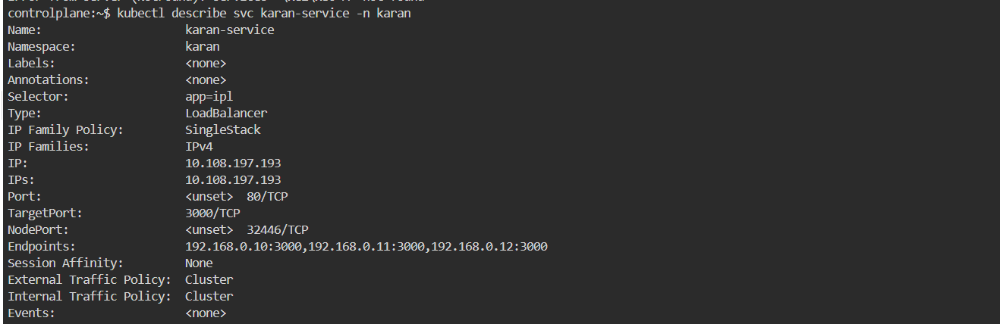 controlplane:~$ kubectl describe svc karan-service -n karan
Name: karan-service
Namespace: karan
Labels: <none>
Annotations: <none>
Selector: app=ipl
Type: LoadBalancer
IP Family Policy: SingleStack
IP Families: IPv4
IP: 10.108.197.193
IPs: 10.108.197.193
Port: <unset> 80/TCP
TargetPort: 3000/TCP
NodePort: <unset> 32446/TCP
Endpoints: 192.168.0.10:3000,192.168.0.11:3000,192.168.0.12:3000
Session Affinity: None
External Traffic Policy: Cluster
Internal Traffic Policy: Cluster
Events: <none>